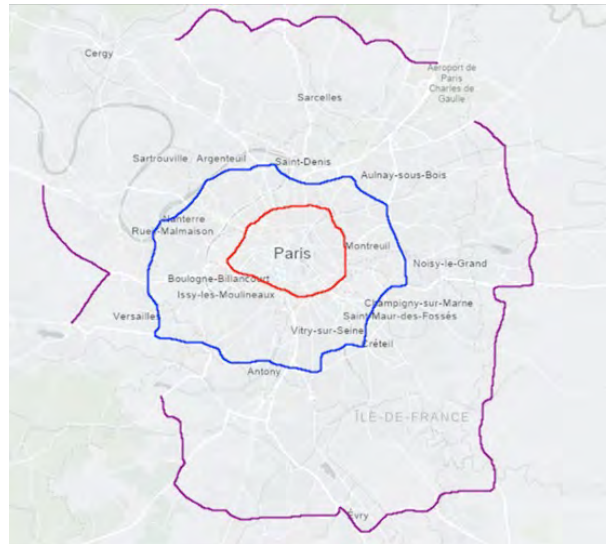 Cergy
Aéroport de
Paris
Charles de
Gaulle
Sarcelles
Sartrouville
Argenteuil
Saint-Denis
Aulnay-sous-Bois
Nanterre
Rueil-Malmaison
Paris
Montreuil
Noisy-le-Grand
Boulogne-Billancourt
Issy-les-Moulineaux
Champigny-sur-Marne
Saint-Maur-des-Fossés
Versailles
Vitry-sur-Seine
Créteil
Antony
ÎLE-DE-FRANCE
Évry